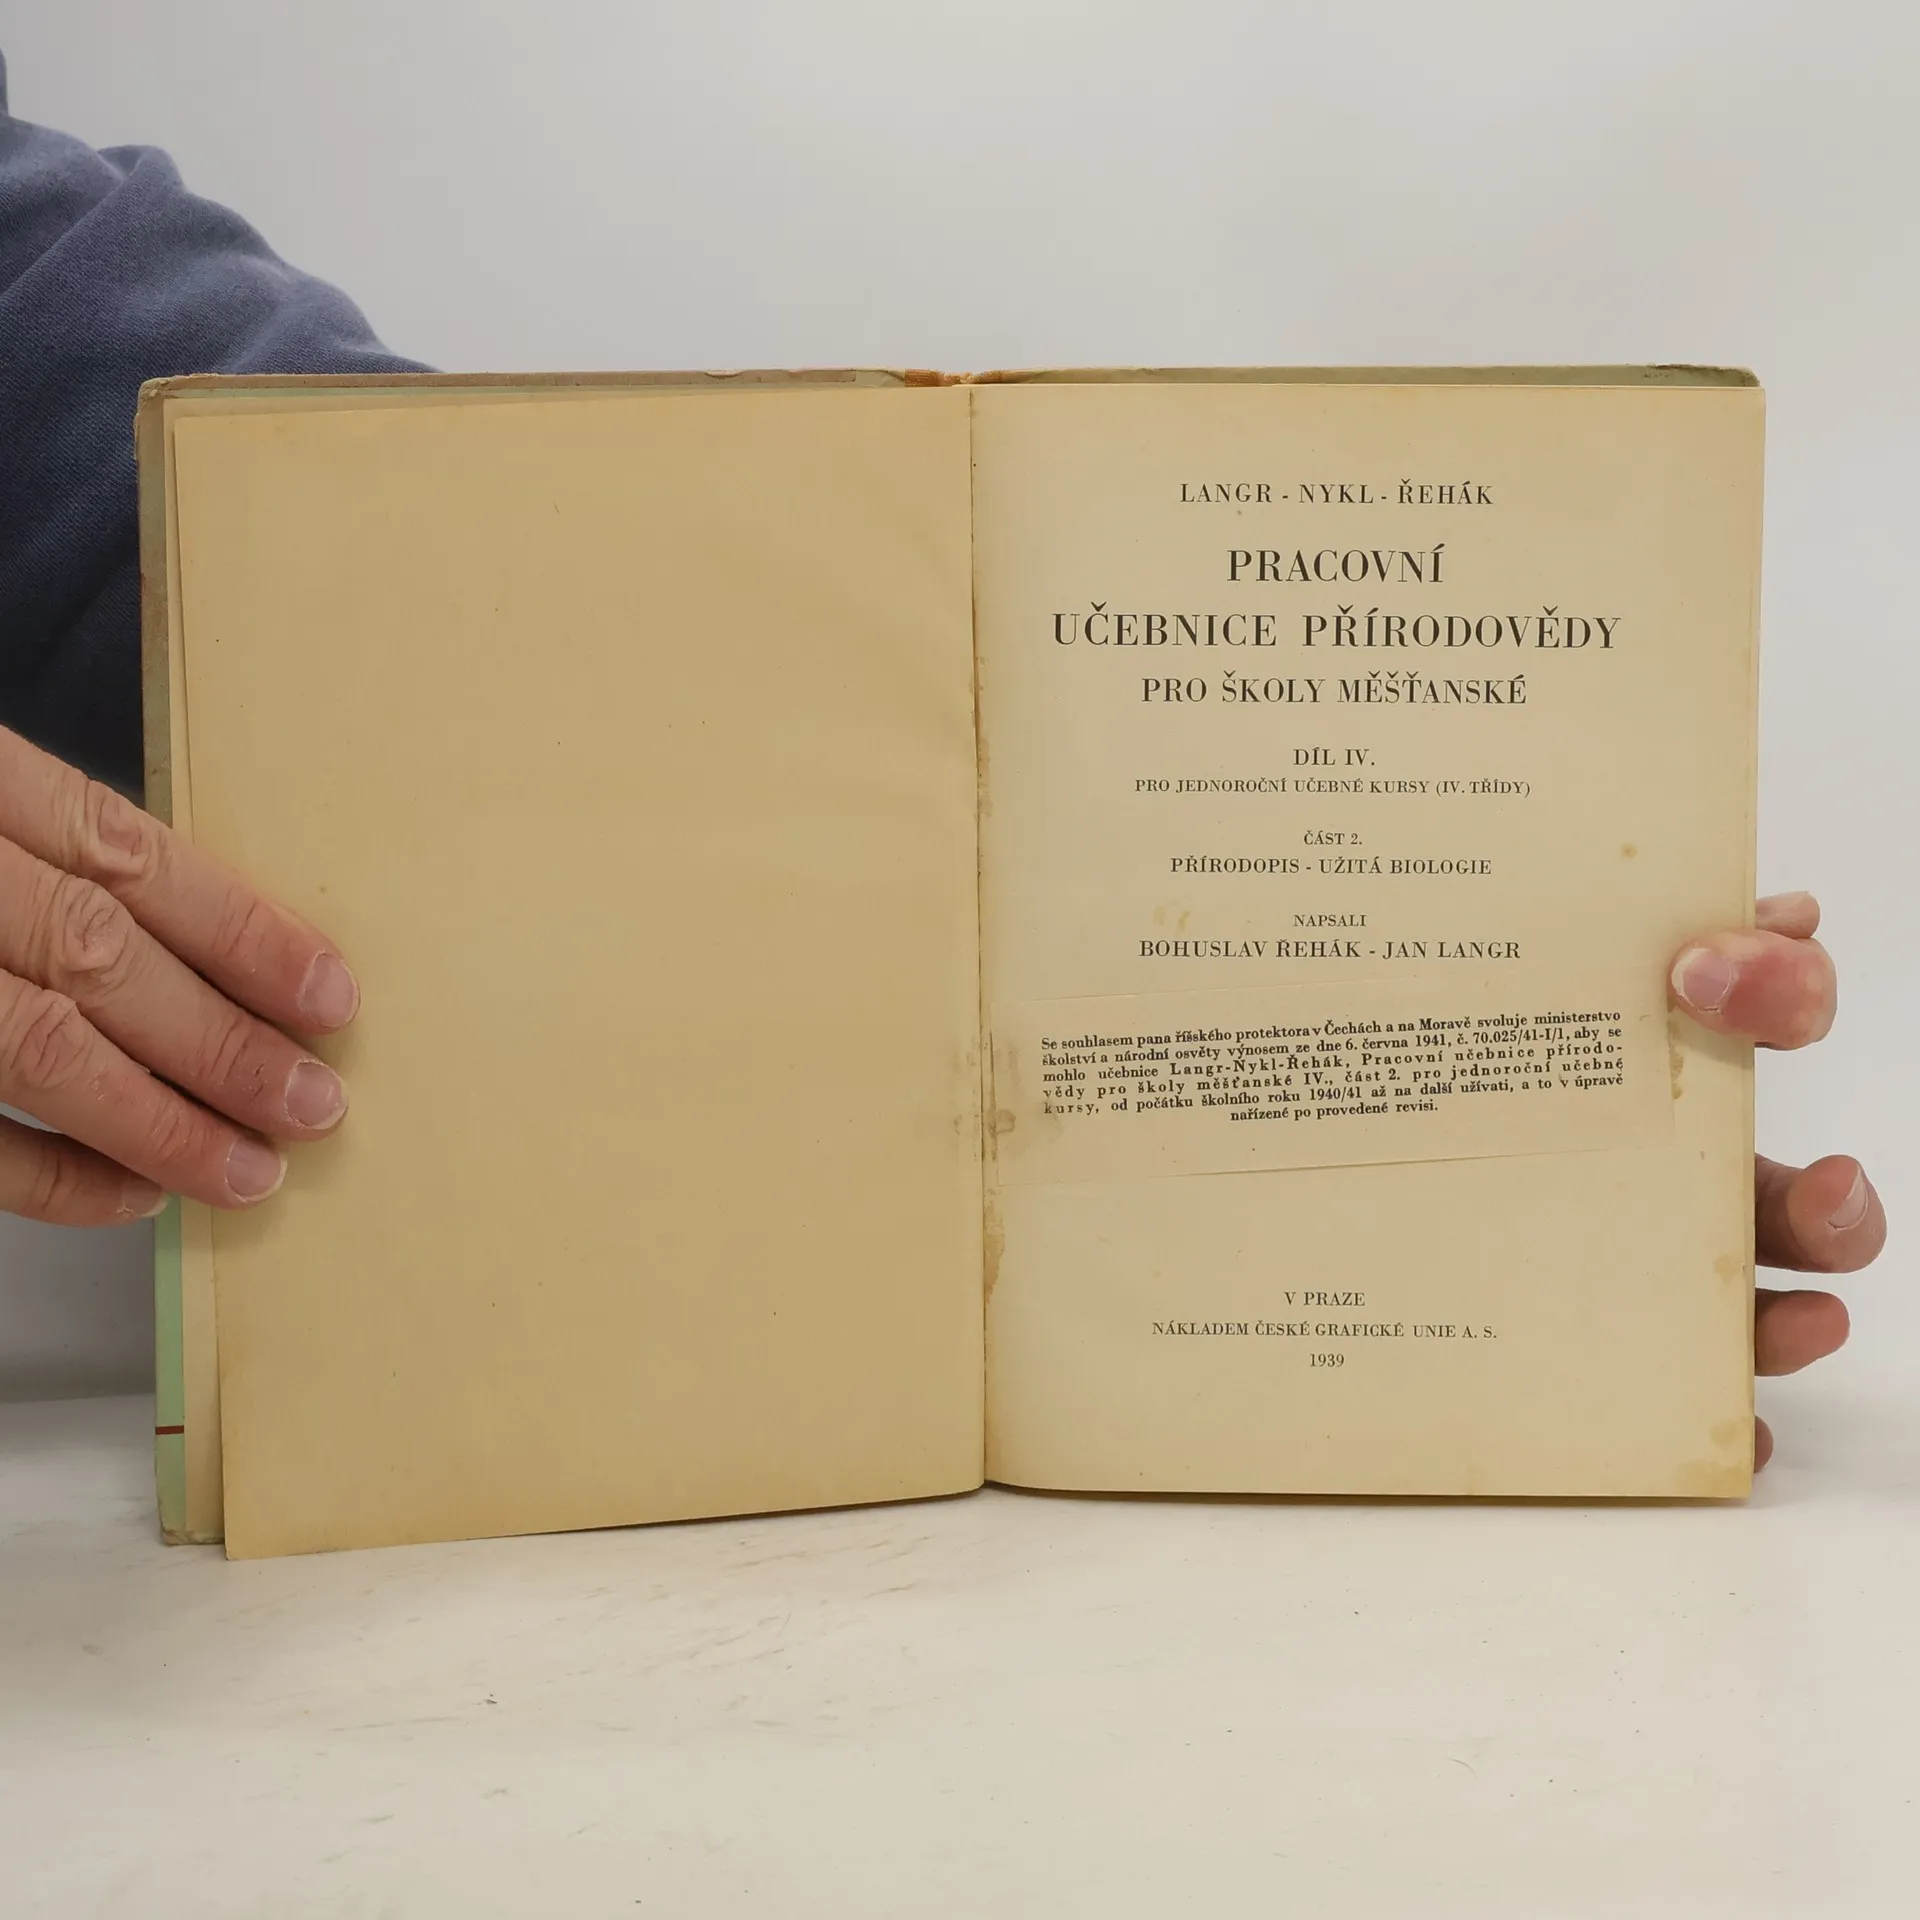 LANGR - NYKL - ŘEHÁK
PRACOVNÍ
UČEBNICE PŘÍRODOVĚDY
PRO ŠKOLY MĚŠŤANSKÉ
DÍL IV.
PRO JEDNOROČNÍ UČEBNÉ KURSY (IV. TŘÍDY)
ČÁST 2.
PŘÍRODOPIS - UŽITÁ BIOLOGIE
NAPSALI
BOHUSLAV ŘEHÁK - JAN LANGR
Se souhlasem pana říšského protektora v Čechách a na Moravě svoluje ministerstvo
školství a národní osvěty výnosem ze dne 6. června 1941, č. 70.025/41-I/1, aby se
mohlo učebnice Langr-Nykl-Řehák, Pracovní učebnice přírodo-
vědy pro školy měšťanské IV., část 2. pro jednoroční učebné
kursy, od počátku školního roku 1940/41 až na další užívati, a to v úpravě
nařízené po provedené revisi.
V PRAZE
NÁKLADEM ČESKÉ GRAFICKÉ UNIE A. S.
1939